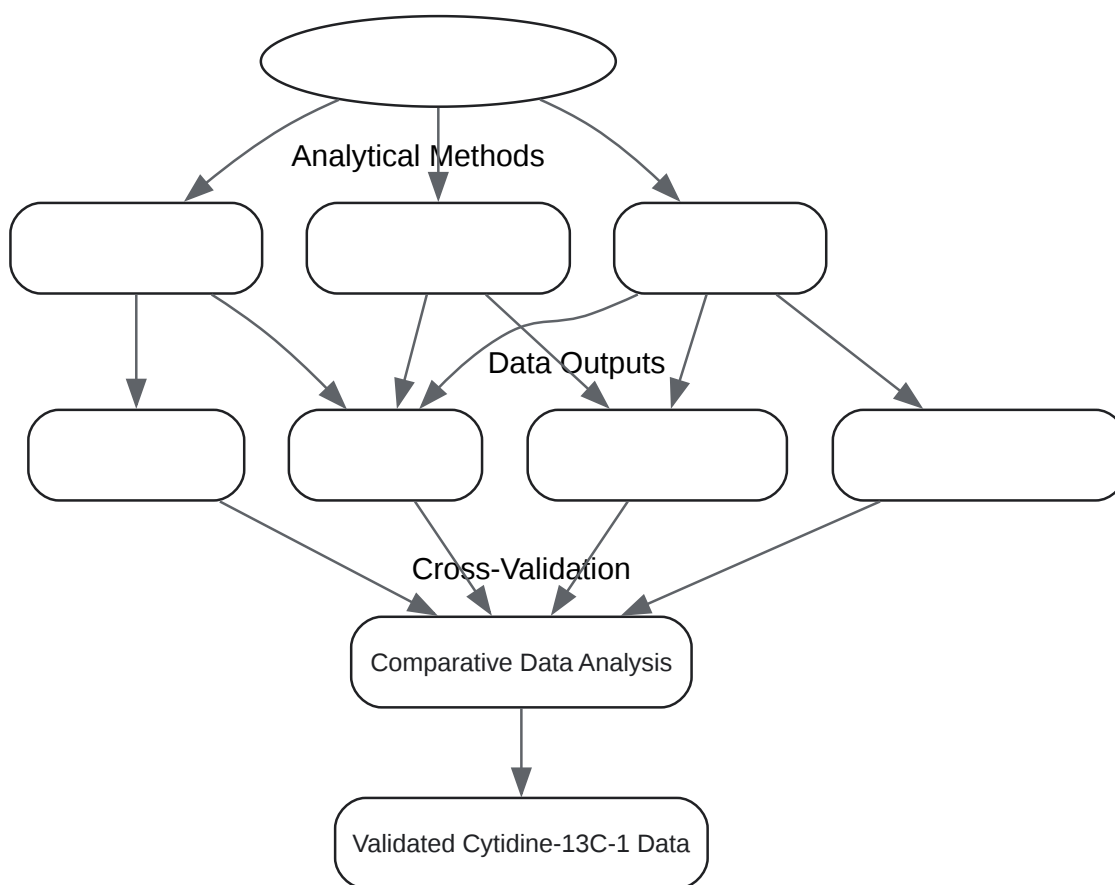 Analytical Methods
Data Outputs
Cross-Validation
Comparative Data Analysis
Validated Cytidine-13C-1 Data